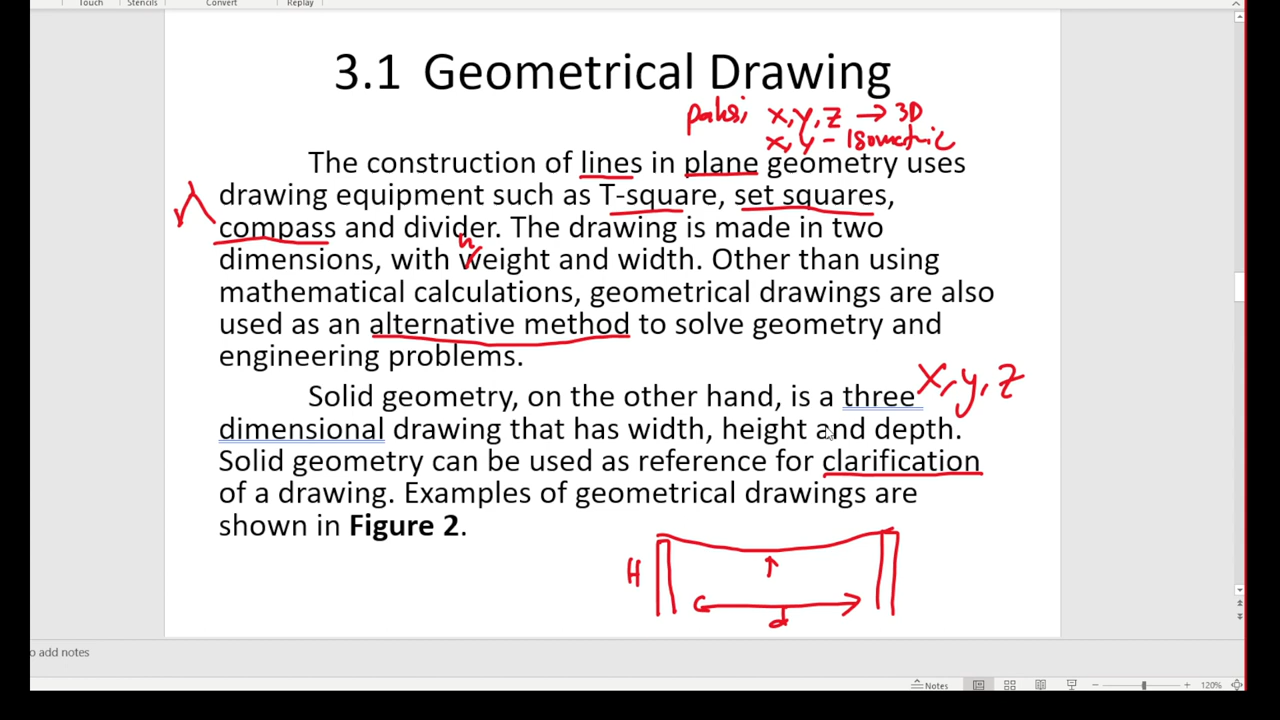 Touch Stencils Convert Replay
3.1 Geometrical Drawing
paksi x, y, z → 3D
x, y – Isometric
The construction of lines in plane geometry uses
drawing equipment such as T-square, set squares,
compass and divider. The drawing is made in two
h
dimensions, with weight and width. Other than using
mathematical calculations, geometrical drawings are also
used as an alternative method to solve geometry and
engineering problems.
x, y, z
Solid geometry, on the other hand, is a three
dimensional drawing that has width, height and depth.
Solid geometry can be used as reference for clarification
of a drawing. Examples of geometrical drawings are
shown in Figure 2.
H
d
o add notes
Notes
120%